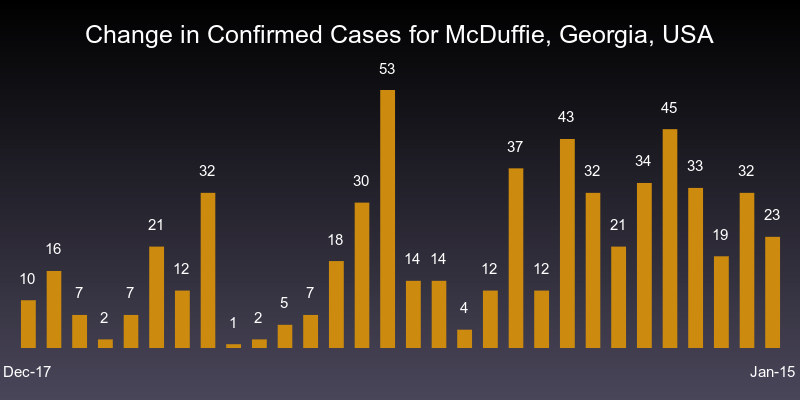 Change in Confirmed Cases for McDuffie, Georgia, USA
10 16 7 2 7 21 12 32 1 2 5 7 18 30 53 14 14 4 12 37 12 43 32 21 34 45 33 19 32 23
Dec-17 Jan-15